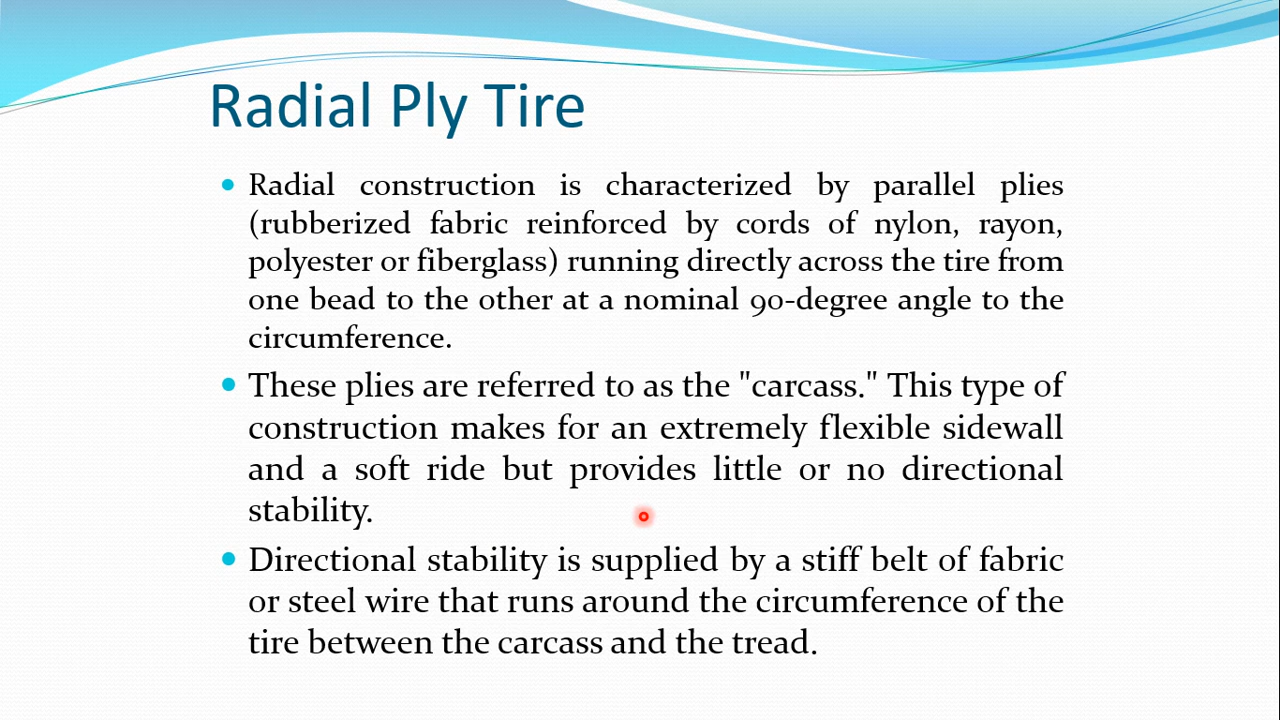 Radial Ply Tire
Radial construction is characterized by parallel plies
(rubberized fabric reinforced by cords of nylon, rayon,
polyester or fiberglass) running directly across the tire from
one bead to the other at a nominal 90-degree angle to the
circumference.
These plies are referred to as the "carcass." This type of
construction makes for an extremely flexible sidewall
and a soft ride but provides little or no directional
stability.
Directional stability is supplied by a stiff belt of fabric
or steel wire that runs around the circumference of the
tire between the carcass and the tread.